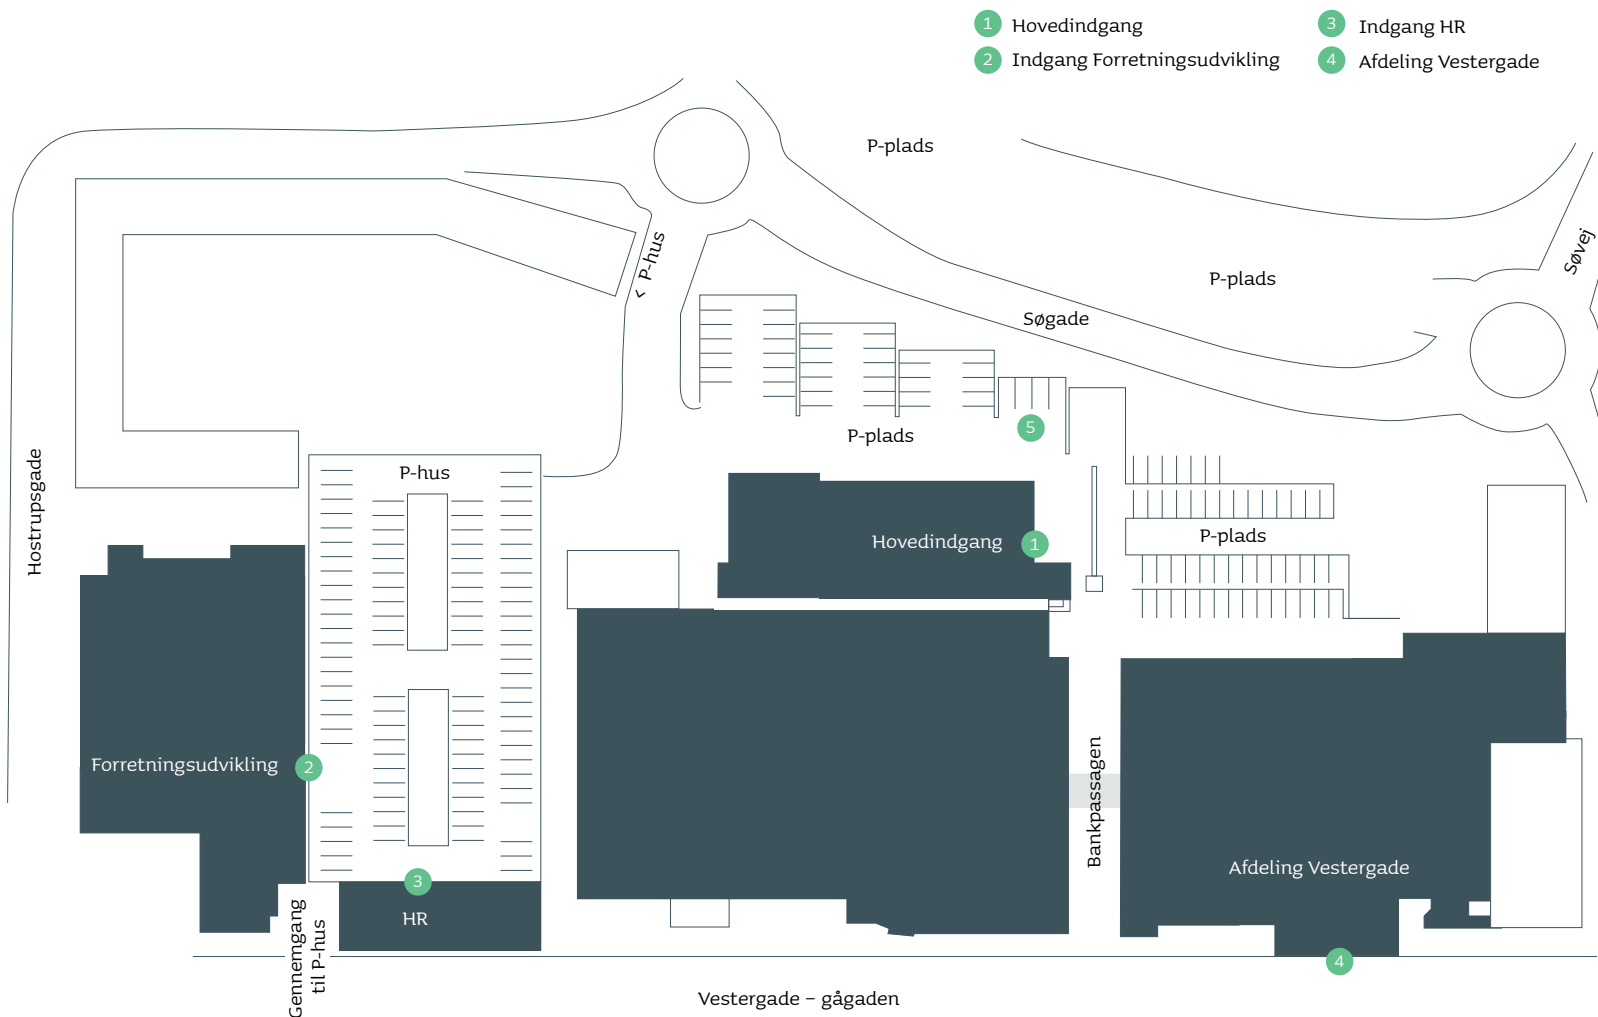 1 Hovedindgang
2 Indgang Forretningsudvikling
3 Indgang HR
4 Afdeling Vestergade
P-plads
Søvej
< P-hus
P-plads
Søgade
5
P-plads
Hostrupsgade
P-hus
Hovedindgang 1
P-plads
Forretningsudvikling 2
Bankpassagen
Afdeling Vestergade
3
HR
Gennemgang
til P-hus
4
Vestergade – gågaden